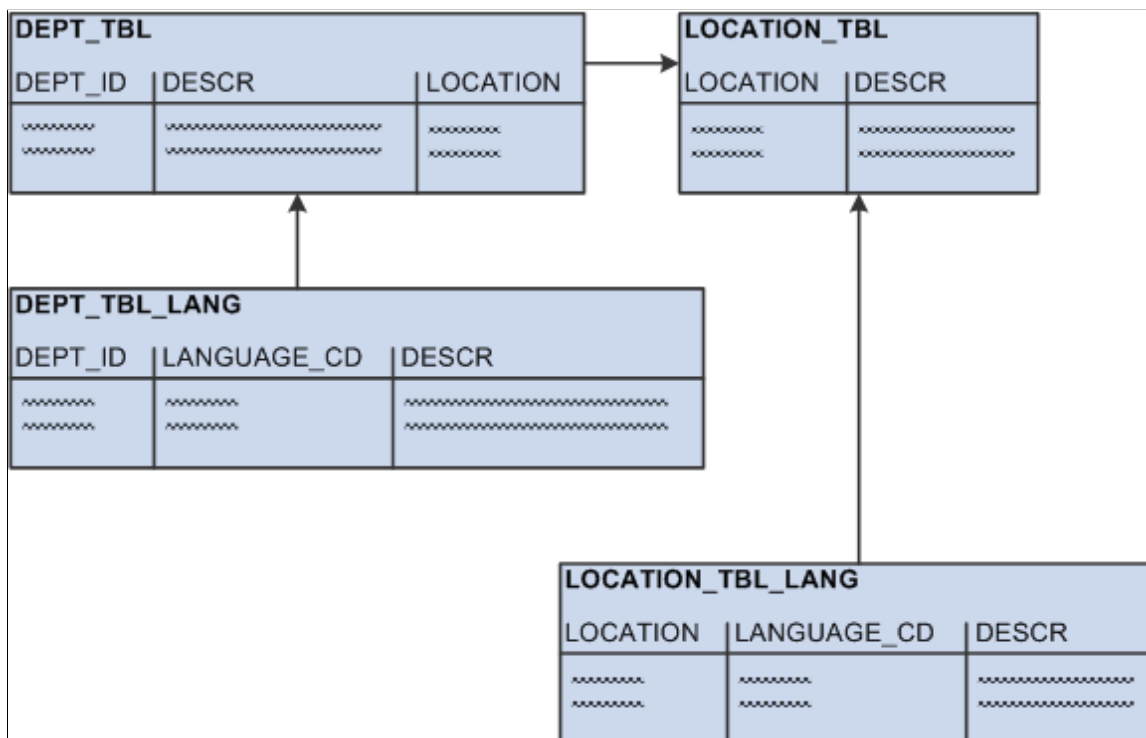 DEPT_TBL
DEPT_ID DESCR LOCATION
LOCATION_TBL
LOCATION DESCR
DEPT_TBL_LANG
DEPT_ID LANGUAGE_CD DESCR
LOCATION_TBL_LANG
LOCATION LANGUAGE_CD DESCR